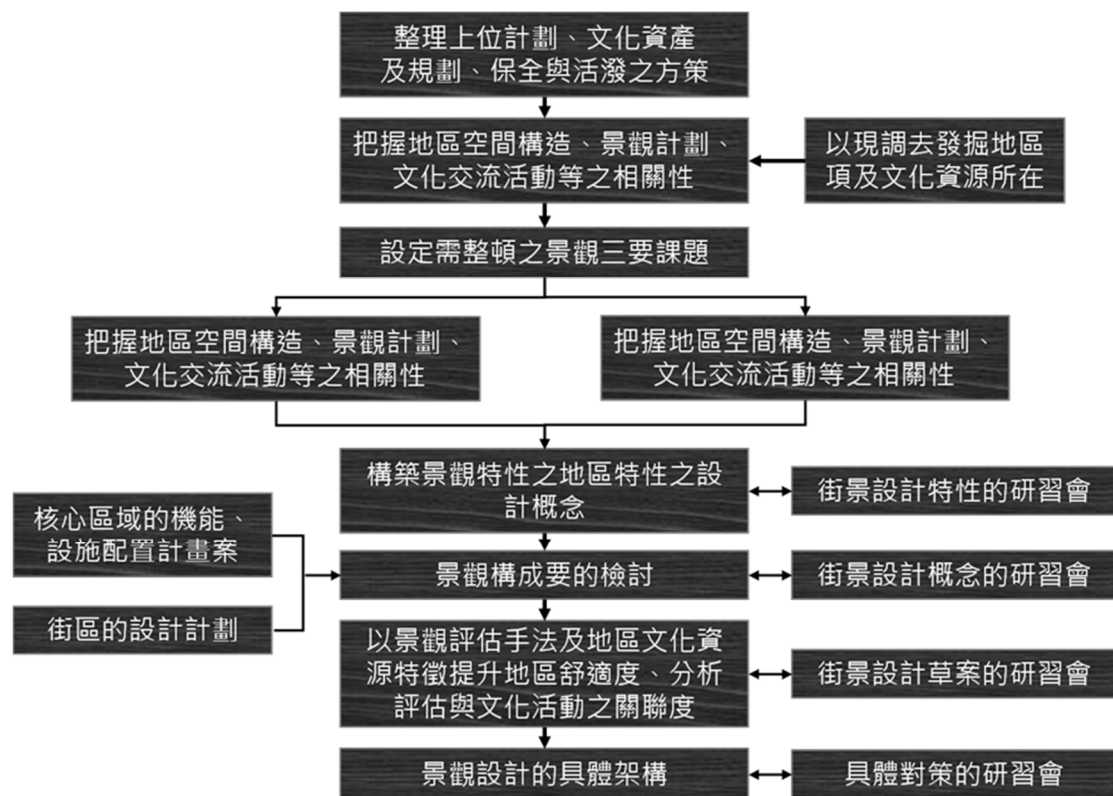 整理上位計劃、文化資產
及規劃、保全與活潑之方策
把握地區空間構造、景觀計劃、
文化交流活動等之相關性
以現調去發掘地區
項及文化資源所在
設定需整頓之景觀三要課題
把握地區空間構造、景觀計劃、
文化交流活動等之相關性
把握地區空間構造、景觀計劃、
文化交流活動等之相關性
構築景觀特性之地區特性之設
計概念
街景設計特性的研習會
核心區域的機能、
設施配置計畫案
景觀構成要的檢討
街景設計概念的研習會
街區的設計計劃
以景觀評估手法及地區文化資
源特徵提升地區舒適度、分析
評估與文化活動之關聯度
街景設計草案的研習會
景觀設計的具體架構
具體對策的研習會